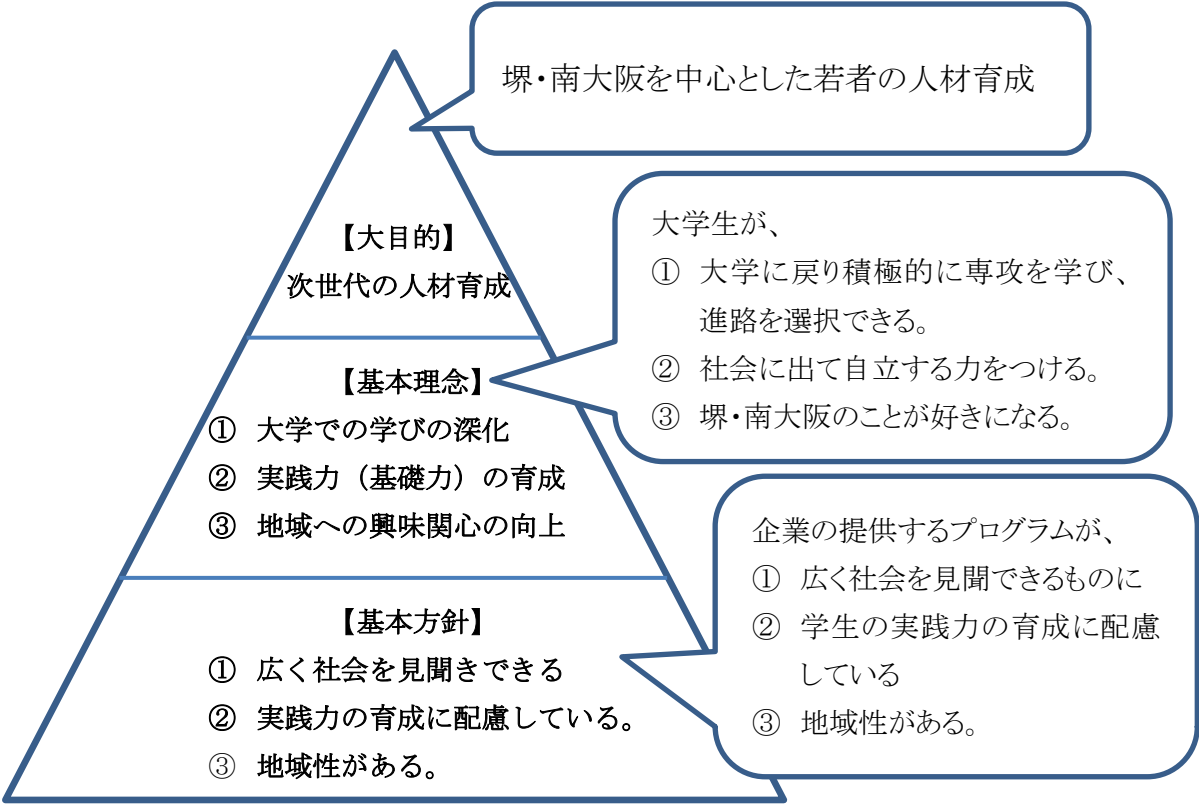 堺・南大阪を中心とした若者の人材育成
【大目的】
次世代の人材育成
大学生が、
① 大学に戻り積極的に専攻を学び、
進路を選択できる。
② 社会に出て自立する力をつける。
③ 堺・南大阪のことが好きになる。
【基本理念】
① 大学での学びの深化
② 実践力（基礎力）の育成
③ 地域への興味関心の向上
企業の提供するプログラムが、
① 広く社会を見聞できるものに
② 学生の実践力の育成に配慮
している
③ 地域性がある。
【基本方針】
① 広く社会を見聞きできる
② 実践力の育成に配慮している。
③ 地域性がある。